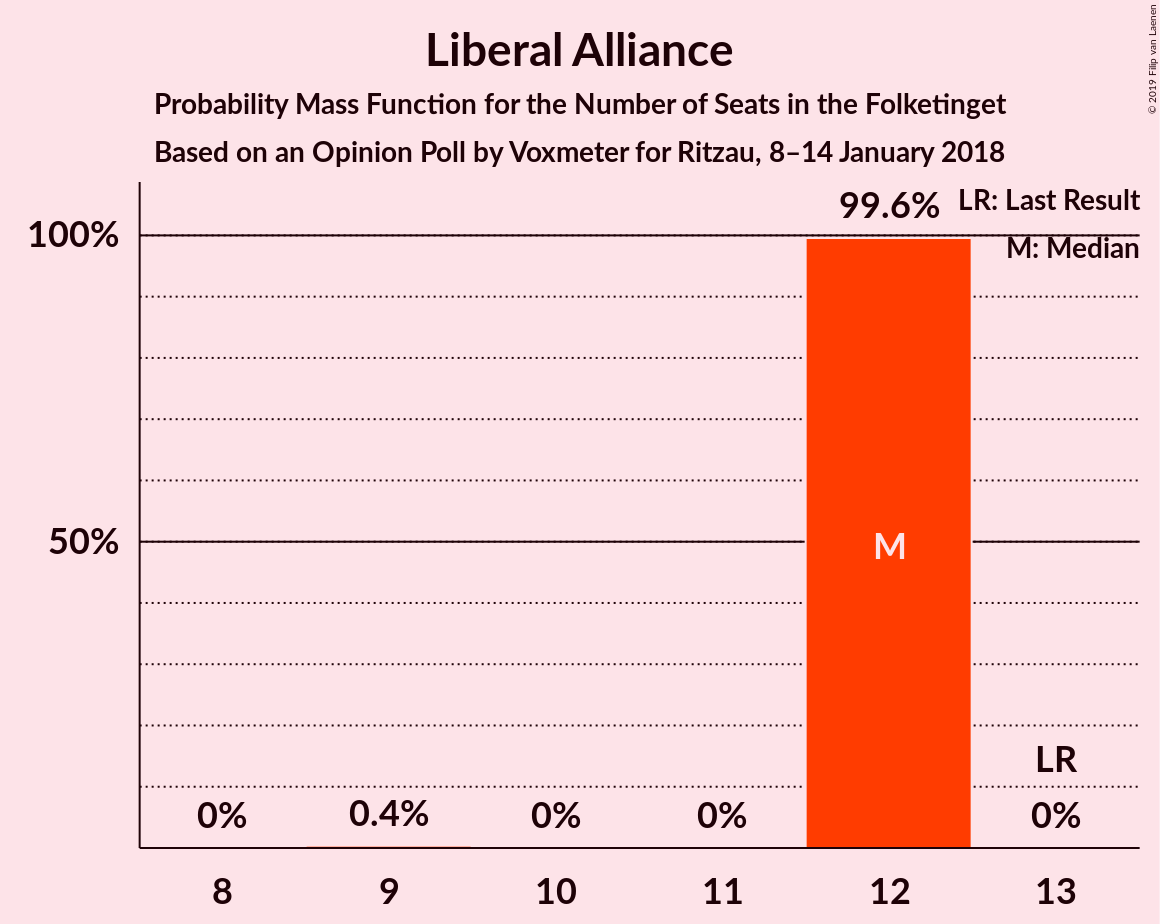 Liberal Alliance
Probability Mass Function for the Number of Seats in the Folketinget
Based on an Opinion Poll by Voxmeter for Ritzau, 8–14 January 2018
© 2019 Filip van Laenen
LR: Last Result
M: Median
100%
50%
0%
0.4%
0%
0%
99.6%
M
LR
0%
8
9
10
11
12
13